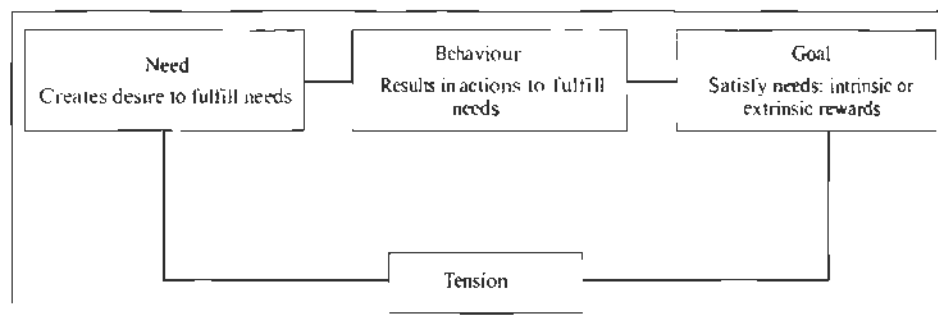 Need
Creates desire to fulfill needs
Behaviour
Results in actions to fulfill
needs
Goal
Satisfy needs: intrinsic or
extrinsic rewards
Tension